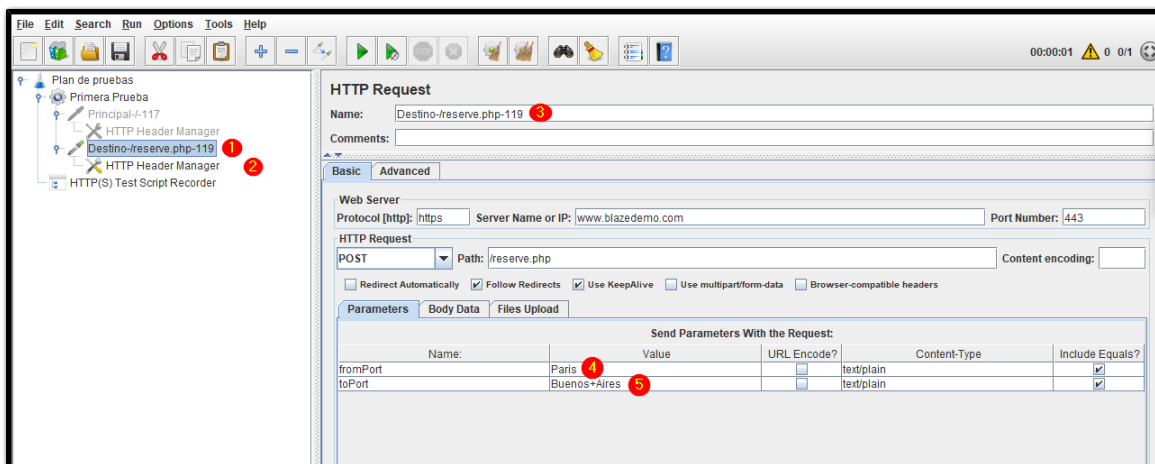 File Edit Search Run Options Tools Help
00:00:01 0 0/1
Plan de pruebas
Primera Prueba
Principal-/-117
HTTP Header Manager
Destino-/reserve.php-119 1
HTTP Header Manager 2
HTTP(S) Test Script Recorder
HTTP Request
Name: Destino-/reserve.php-119 3
Comments:
Basic Advanced
Web Server
Protocol [http]: https Server Name or IP: www.blazedemo.com Port Number: 443
HTTP Request
POST Path: /reserve.php Content encoding:
Redirect Automatically Follow Redirects Use KeepAlive Use multipart/form-data Browser-compatible headers
Parameters Body Data Files Upload
Send Parameters With the Request:
Name: Value URL Encode? Content-Type Include Equals?
fromPort Paris 4 text/plain
toPort Buenos+Aires 5 text/plain